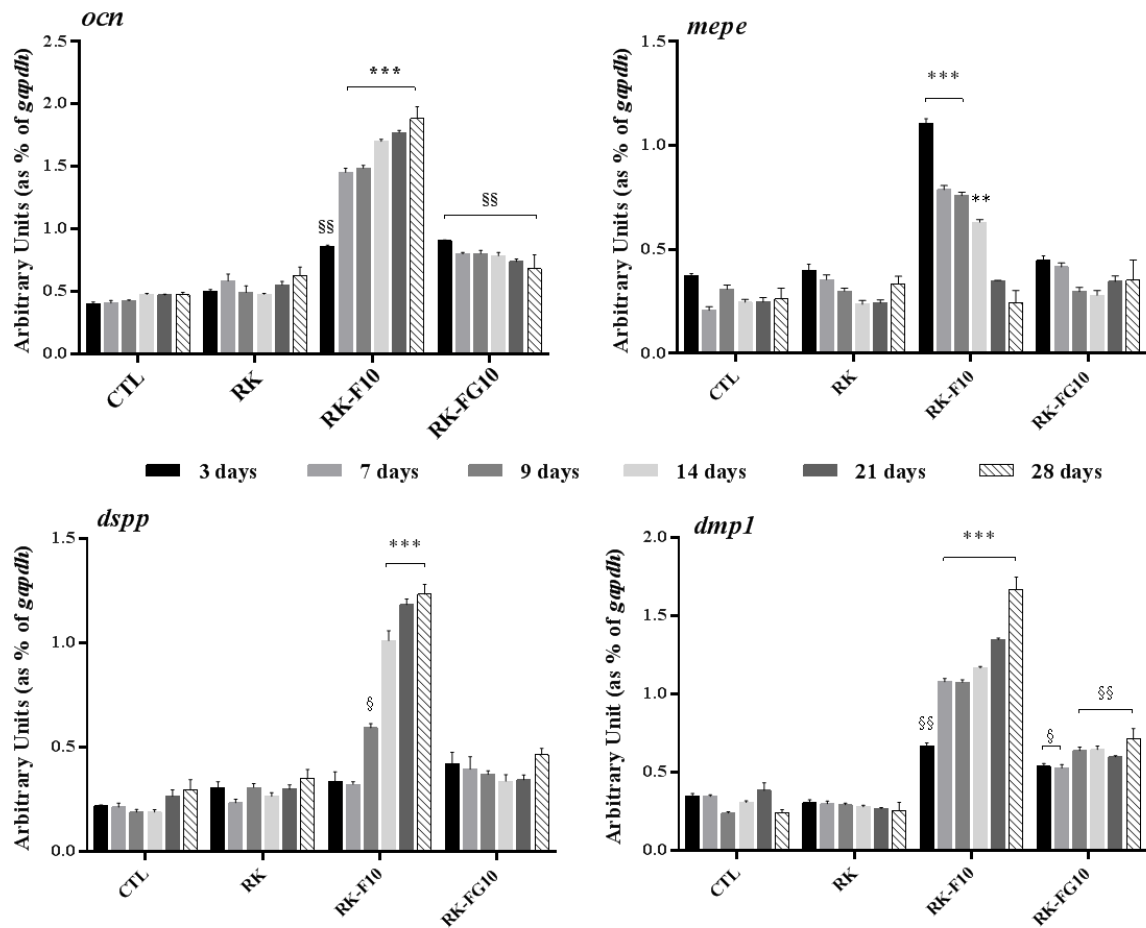 ocn
Arbitrary Units (as % of gapdh)
2.5
2.0
1.5
1.0
0.5
0.0
***
§§
§§
CTL
RK
RK-F10
RK-FG10
mepe
Arbitrary Units (as % of gapdh)
1.5
1.0
0.5
0.0
***
**
CTL
RK
RK-F10
RK-FG10
3 days 7 days 9 days 14 days 21 days 28 days
dspp
Arbitrary Units (as % of gapdh)
1.5
1.0
0.5
0.0
***
§
CTL
RK
RK-F10
RK-FG10
dmp1
Arbitrary Unit (as % of gapdh)
2.0
1.5
1.0
0.5
0.0
***
§§
§
§§
CTL
RK
RK-F10
RK-FG10